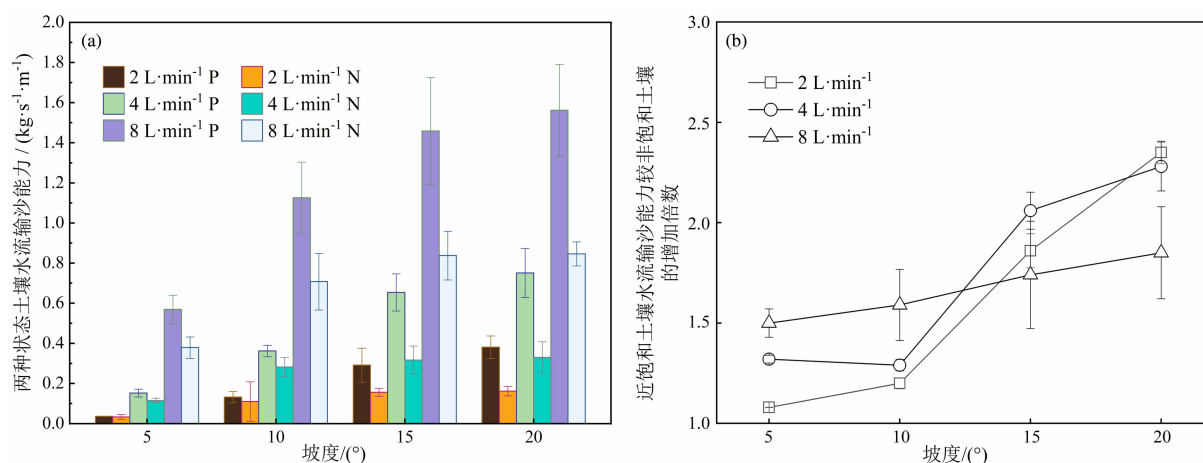 (a)
2 L·min⁻¹ P
2 L·min⁻¹ N
4 L·min⁻¹ P
4 L·min⁻¹ N
8 L·min⁻¹ P
8 L·min⁻¹ N
两种状态土壤水流输沙能力 / (kg·s⁻¹·m⁻¹)
2.0
1.8
1.6
1.4
1.2
1.0
0.8
0.6
0.4
0.2
0.0
5
10
15
20
坡度/(°)
(b)
2 L·min⁻¹
4 L·min⁻¹
8 L·min⁻¹
近饱和土壤水流输沙能力较非饱和土壤
的增加倍数
3.0
2.5
2.0
1.5
1.0
5
10
15
20
坡度/(°)